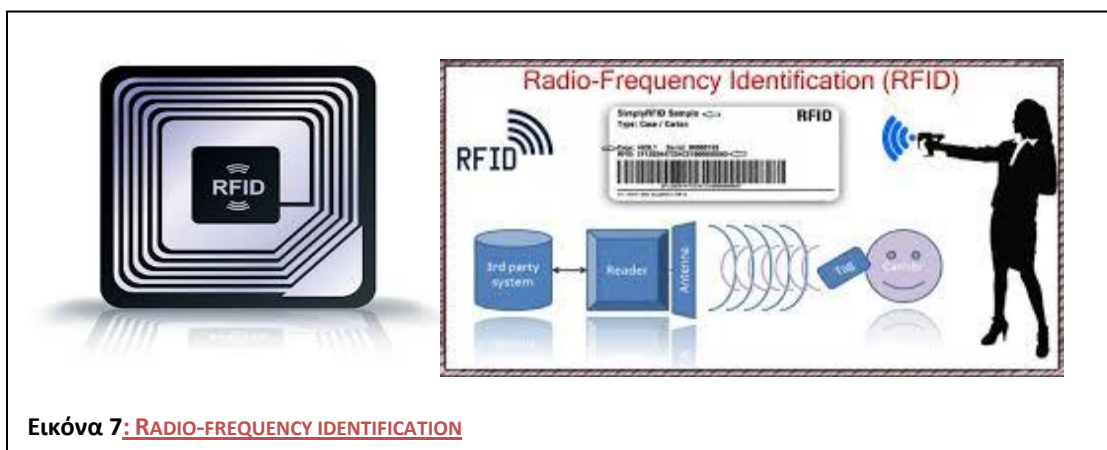 RFID
Radio-Frequency Identification (RFID)
RFID
SimplyRFID Sample
RFID
Type: Case / Carton
3rd party
system
Reader
Antenna
Tag
Carrier
Εικόνα 7: RADIO-FREQUENCY IDENTIFICATION